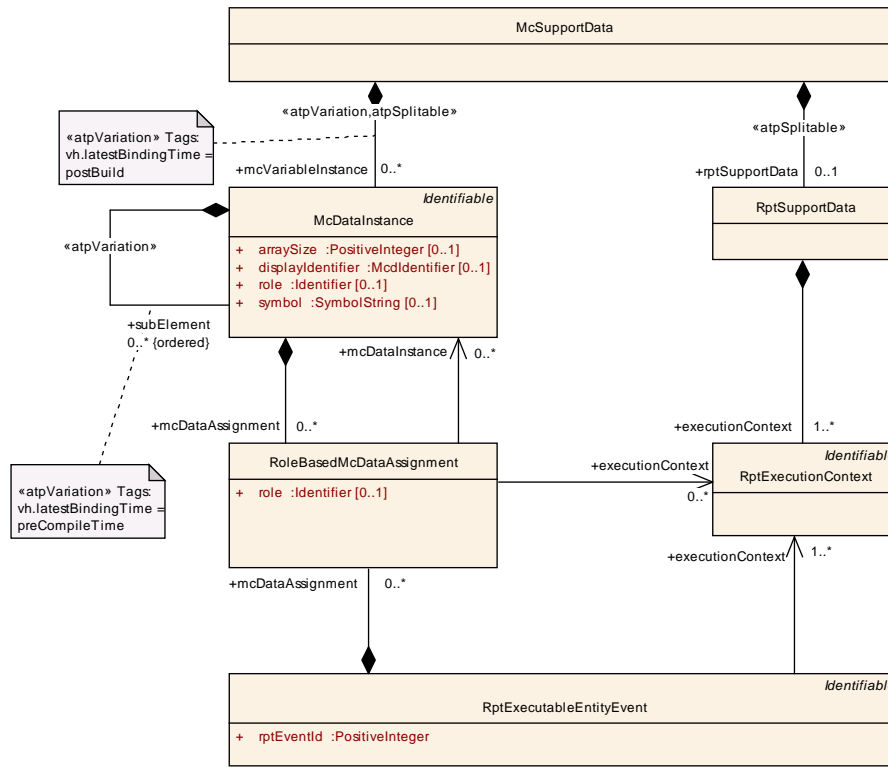 McSupportData
«atpVariation,atpSplitable»
«atpSplitable»
«atpVariation» Tags:
vh.latestBindingTime =
postBuild
+mcVariableInstance 0..*
+rptSupportData 0..1
Identifiable
McDataInstance
+ arraySize :PositiveInteger [0..1]
+ displayIdentifier :McdIdentifier [0..1]
+ role :Identifier [0..1]
+ symbol :SymbolString [0..1]
RptSupportData
«atpVariation»
+subElement
0..* {ordered}
+mcDataInstance 0..*
+mcDataAssignment 0..*
+executionContext 1..*
RoleBasedMcDataAssignment
+ role :Identifier [0..1]
+executionContext
0..*
Identifiable
RptExecutionContext
«atpVariation» Tags:
vh.latestBindingTime =
preCompileTime
+executionContext 1..*
+mcDataAssignment 0..*
Identifiable
RptExecutableEntityEvent
+ rptEventId :PositiveInteger